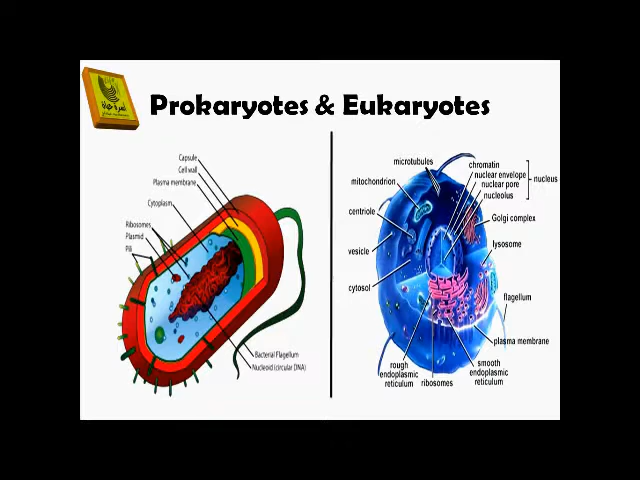 ثمرة حياة
Prokaryotes & Eukaryotes
Capsule
Cell wall
Plasma membrane
Cytoplasm
Ribosomes
Plasmid
Pili
Bacterial Flagellum
Nucleoid (circular DNA)
microtubules
mitochondrion
centriole
vesicle
cytosol
chromatin
nuclear envelope
nuclear pore
nucleolus
nucleus
Golgi complex
lysosome
flagellum
plasma membrane
rough
endoplasmic
reticulum
ribosomes
smooth
endoplasmic
reticulum